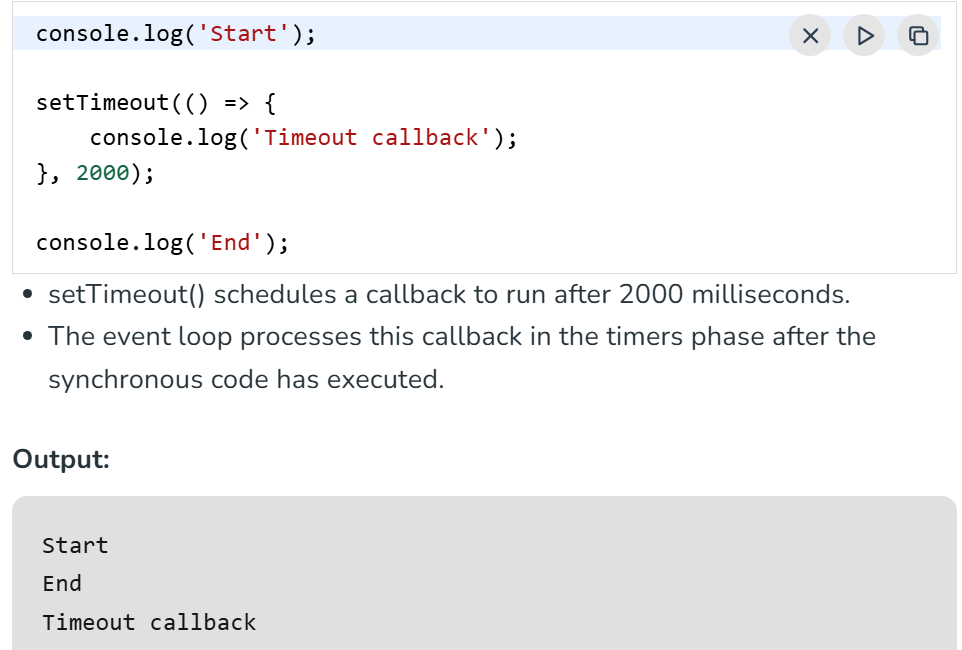 console.log('Start');
setTimeout(() => {
    console.log('Timeout callback');
}, 2000);
console.log('End');
• setTimeout() schedules a callback to run after 2000 milliseconds.
• The event loop processes this callback in the timers phase after the
synchronous code has executed.
Output:
Start
End
Timeout callback